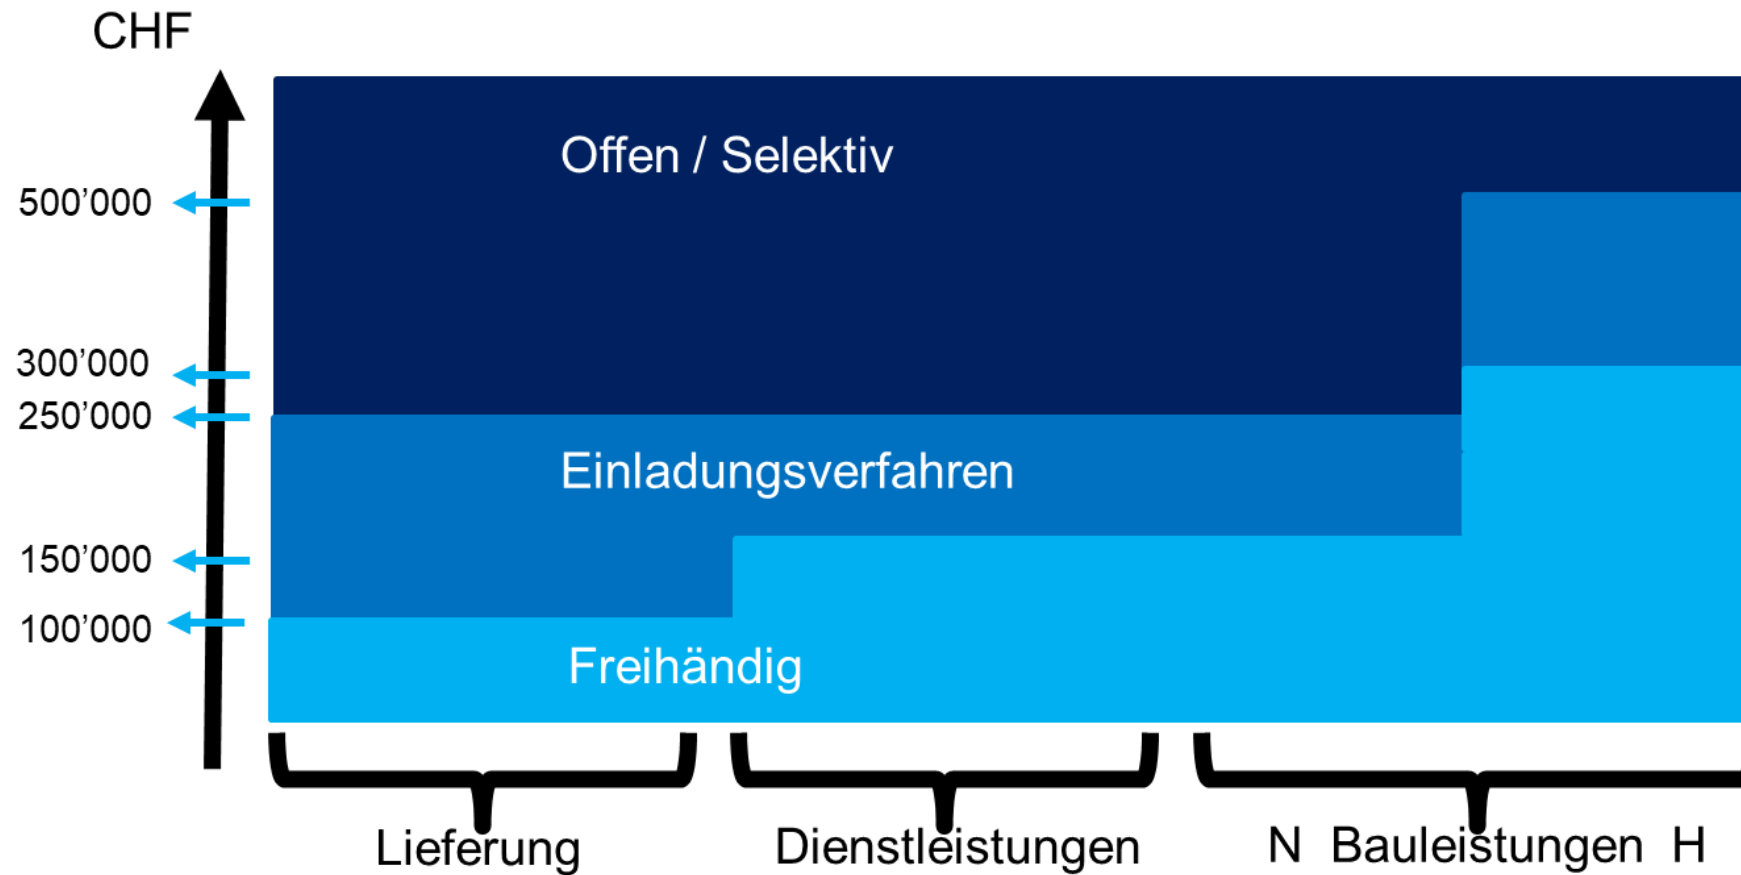 CHF
Offen / Selektiv
500’000
300’000
250’000
Einladungsverfahren
150’000
100’000
Freihändig
Lieferung
Dienstleistungen
N Bauleistungen H